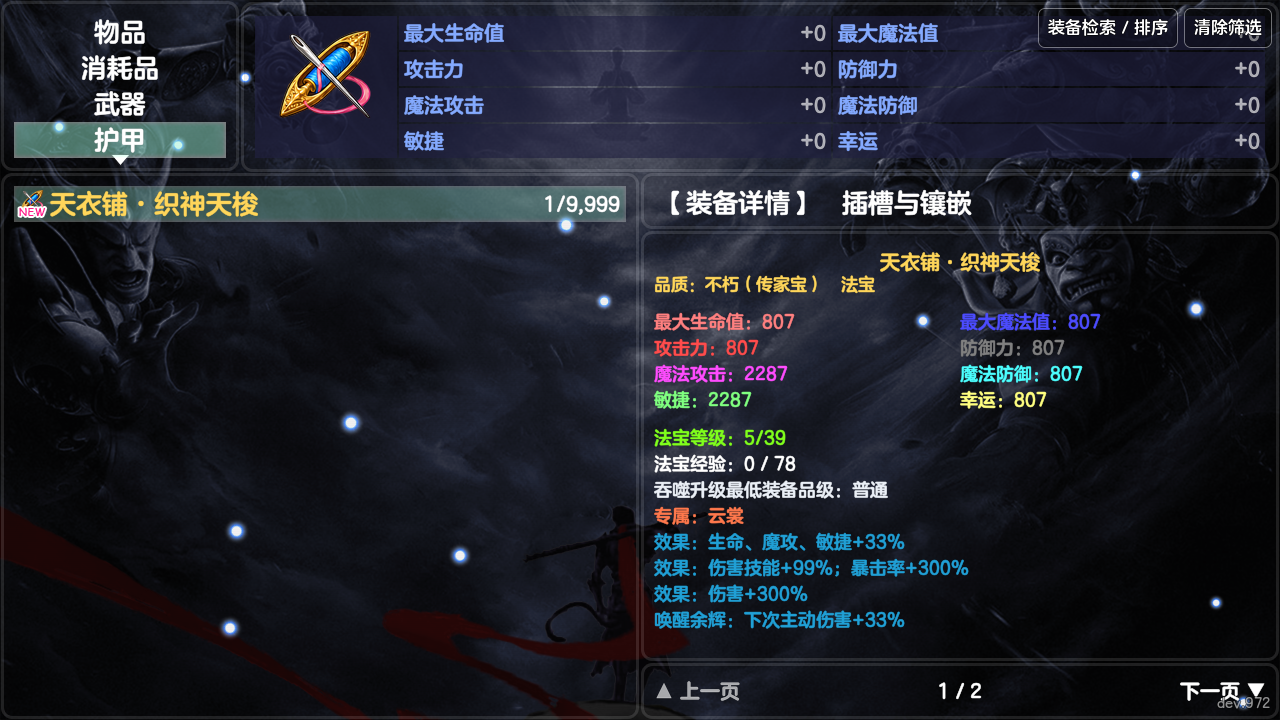 物品
消耗品
武器
护甲
最大生命值 +0 最大魔法值
攻击力 +0 防御力 +0
魔法攻击 +0 魔法防御 +0
敏捷 +0 幸运 +0
装备检索 / 排序 清除筛选
NEW 天衣铺·织神天梭 1/9,999
【装备详情】 插槽与镶嵌
天衣铺·织神天梭
品质：不朽（传家宝） 法宝
最大生命值：807 最大魔法值：807
攻击力：807 防御力：807
魔法攻击：2287 魔法防御：807
敏捷：2287 幸运：807
法宝等级：5/39
法宝经验：0 / 78
吞噬升级最低装备品级：普通
专属：云裳
效果：生命、魔攻、敏捷+33%
效果：伤害技能+99%；暴击率+300%
效果：伤害+300%
唤醒余辉：下次主动伤害+33%
▲ 上一页 1 / 2 下一页 ▼